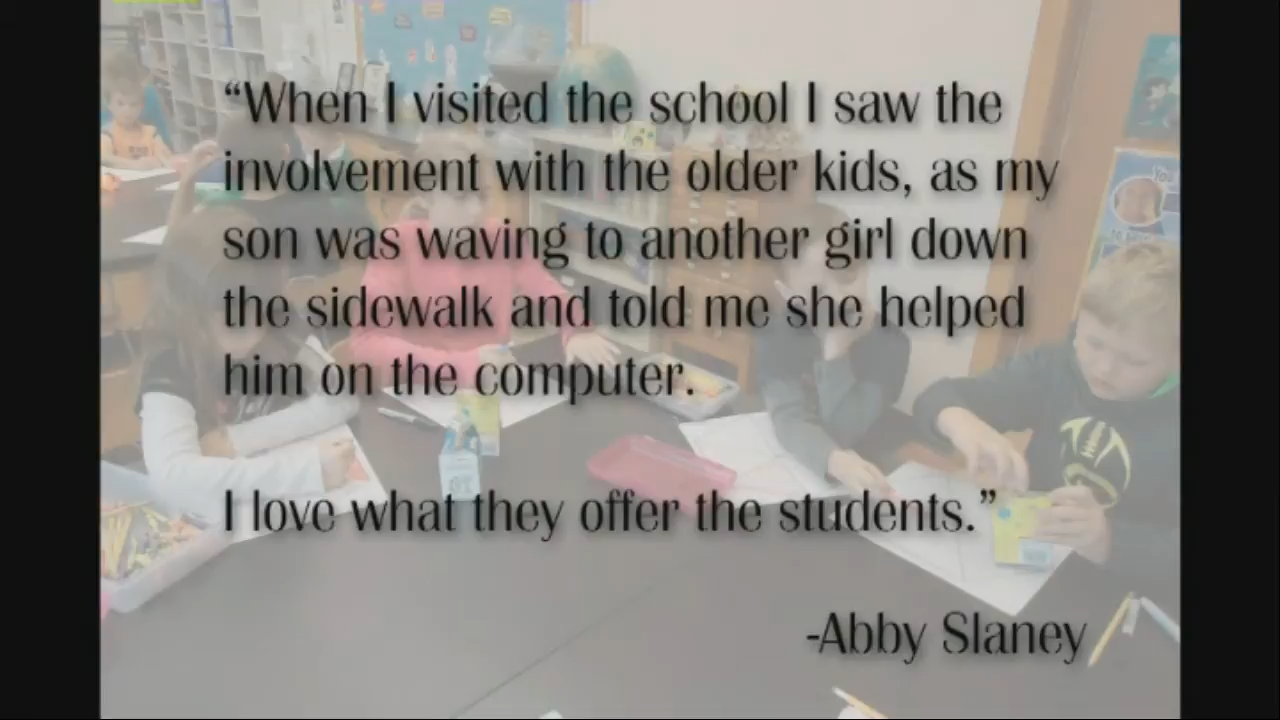 “When I visited the school I saw the
involvement with the older kids, as my
son was waving to another girl down
the sidewalk and told me she helped
him on the computer.
I love what they offer the students.”
-Abby Slaney